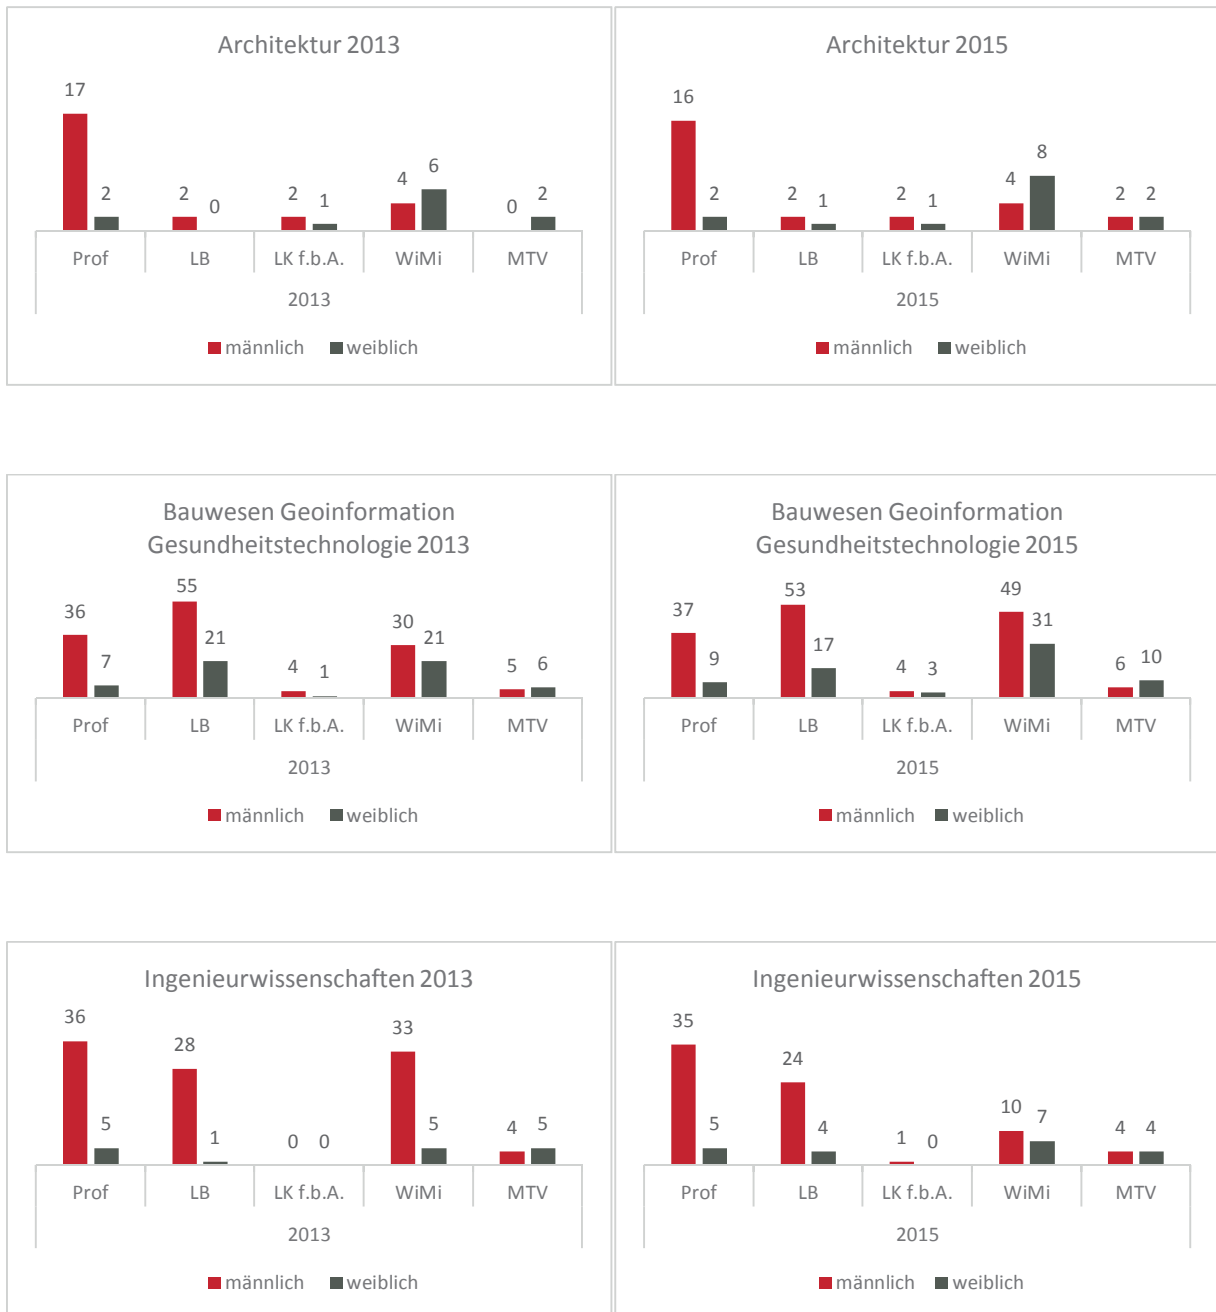 Architektur 2013
17
2
2
0
2
1
4
6
0
2
Prof
LB
LK f.b.A.
WiMi
MTV
2013
männlich
weiblich
Architektur 2015
16
2
2
1
2
1
4
8
2
2
Prof
LB
LK f.b.A.
WiMi
MTV
2015
männlich
weiblich
Bauwesen Geoinformation
Gesundheitstechnologie 2013
36
7
55
21
4
1
30
21
5
6
Prof
LB
LK f.b.A.
WiMi
MTV
2013
männlich
weiblich
Bauwesen Geoinformation
Gesundheitstechnologie 2015
37
9
53
17
4
3
49
31
6
10
Prof
LB
LK f.b.A.
WiMi
MTV
2015
männlich
weiblich
Ingenieurwissenschaften 2013
36
5
28
1
0
0
33
5
4
5
Prof
LB
LK f.b.A.
WiMi
MTV
2013
männlich
weiblich
Ingenieurwissenschaften 2015
35
5
24
4
1
0
10
7
4
4
Prof
LB
LK f.b.A.
WiMi
MTV
2015
männlich
weiblich